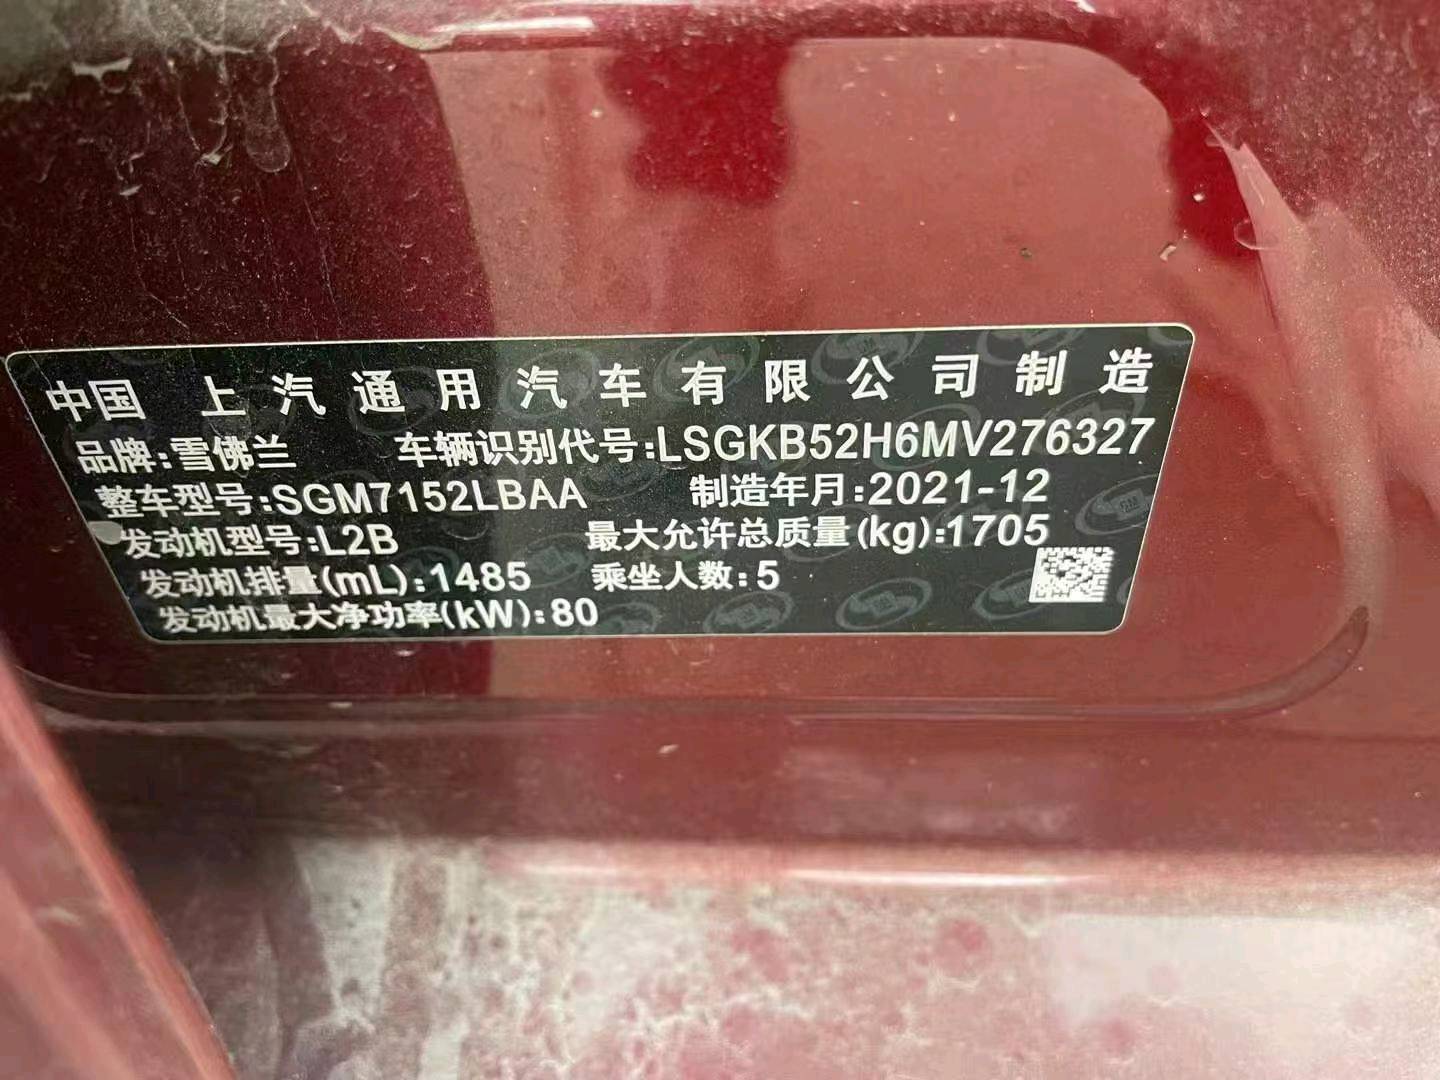 中国 上汽通用汽车有限公司制造
品牌:雪佛兰 车辆识别代号:LSGKB52H6MV276327
整车型号:SGM7152LBAA 制造年月:2021-12
发动机型号:L2B 最大允许总质量(kg):1705
发动机排量(mL):1485 乘坐人数:5
发动机最大净功率(kW):80